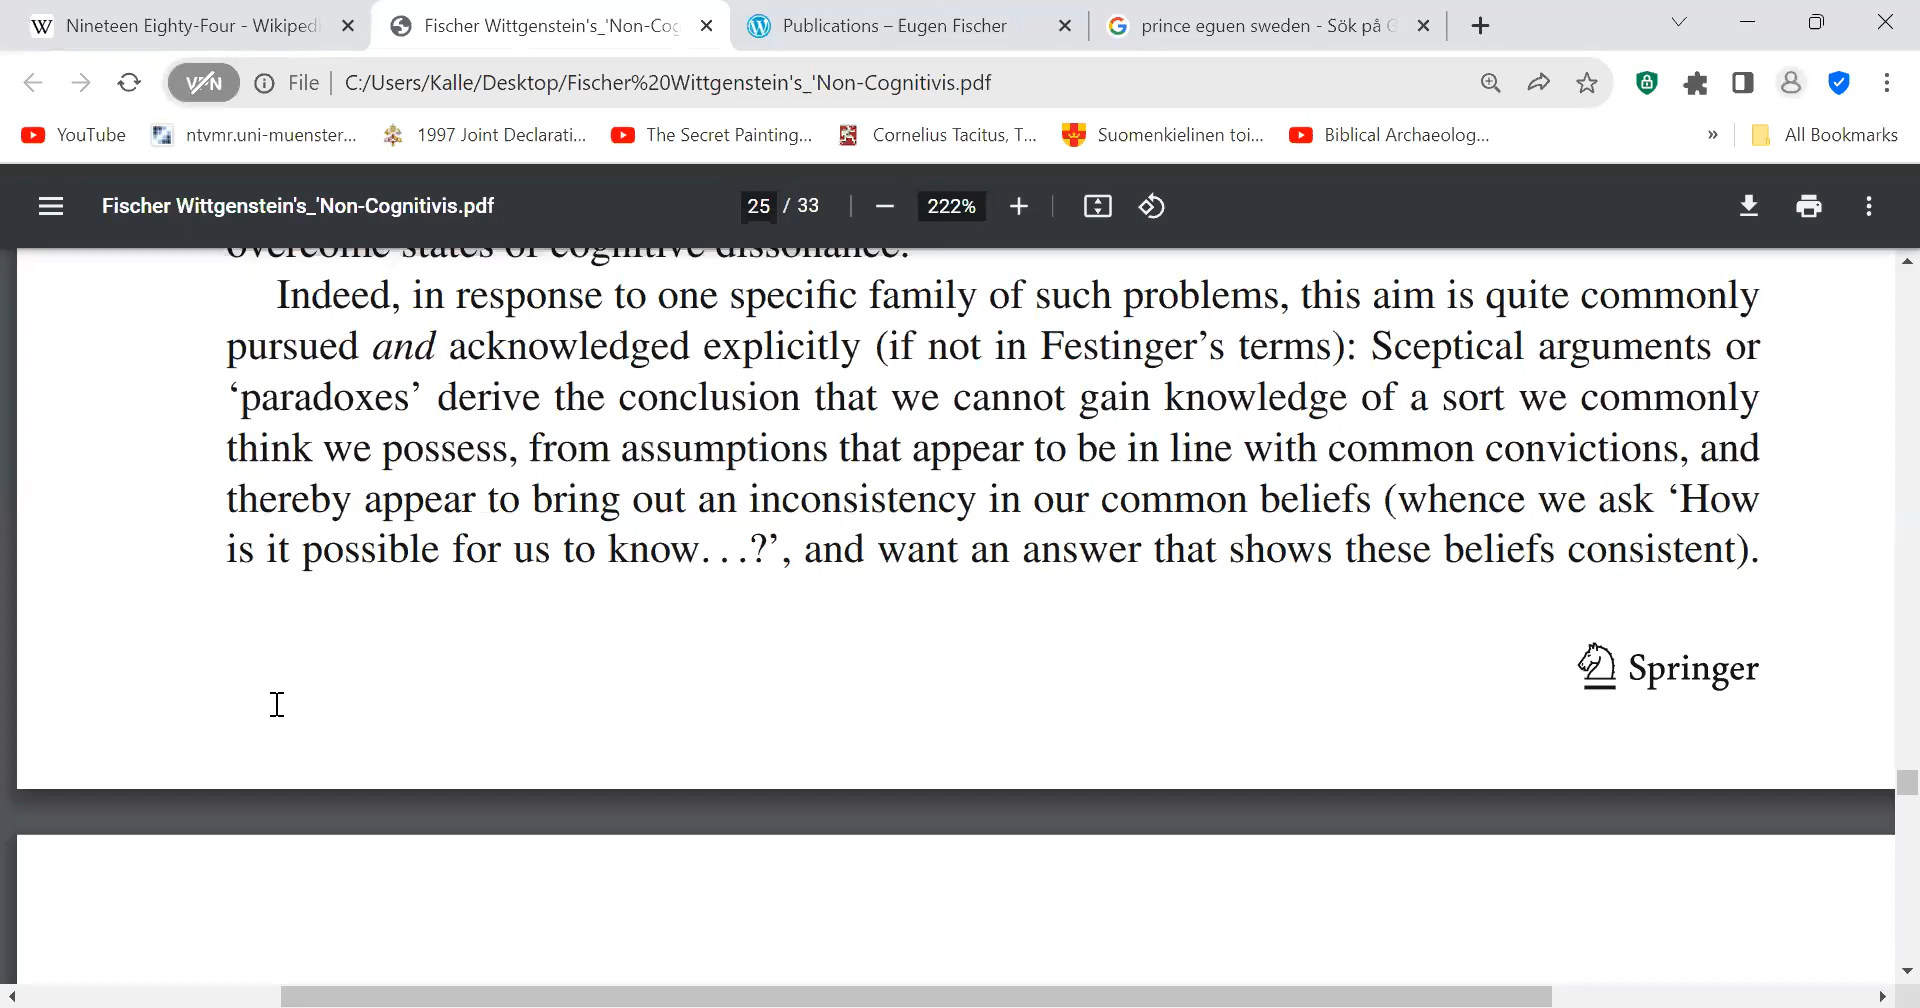 Nineteen Eighty-Four - Wikiped
Fischer Wittgenstein's_'Non-Cog
Publications – Eugen Fischer
prince eguen sweden - Sök på G
VPN
File
C:/Users/Kalle/Desktop/Fischer%20Wittgenstein's_'Non-Cognitivis.pdf
YouTube
ntvmr.uni-muenster...
1997 Joint Declarati...
The Secret Painting...
Cornelius Tacitus, T...
Suomenkielinen toi...
Biblical Archaeolog...
»
All Bookmarks
Fischer Wittgenstein's_'Non-Cognitivis.pdf
25 / 33
222%
overcome states of cognitive dissonance.
Indeed, in response to one specific family of such problems, this aim is quite commonly
pursued and acknowledged explicitly (if not in Festinger’s terms): Sceptical arguments or
‘paradoxes’ derive the conclusion that we cannot gain knowledge of a sort we commonly
think we possess, from assumptions that appear to be in line with common convictions, and
thereby appear to bring out an inconsistency in our common beliefs (whence we ask ‘How
is it possible for us to know. . .?’, and want an answer that shows these beliefs consistent).
Springer